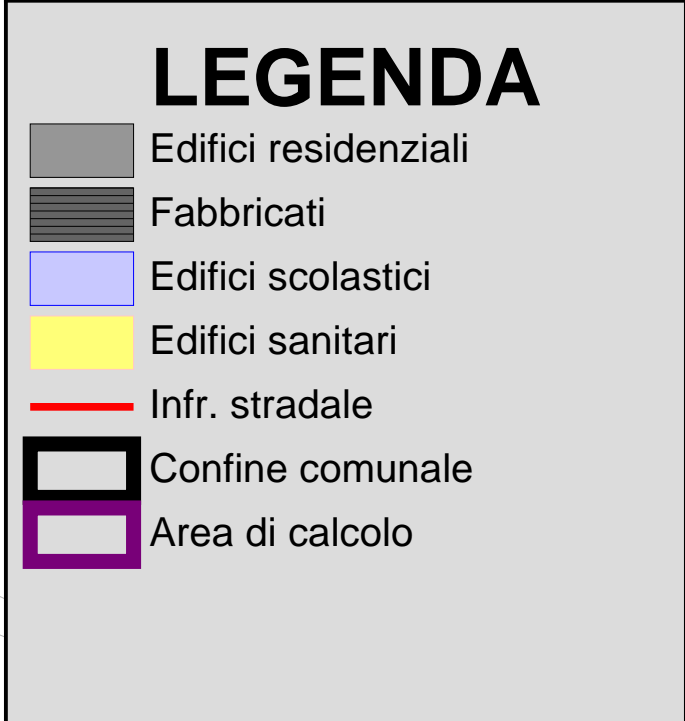 LEGENDA
Edifici residenziali
Fabbricati
Edifici scolastici
Edifici sanitari
Infr. stradale
Confine comunale
Area di calcolo